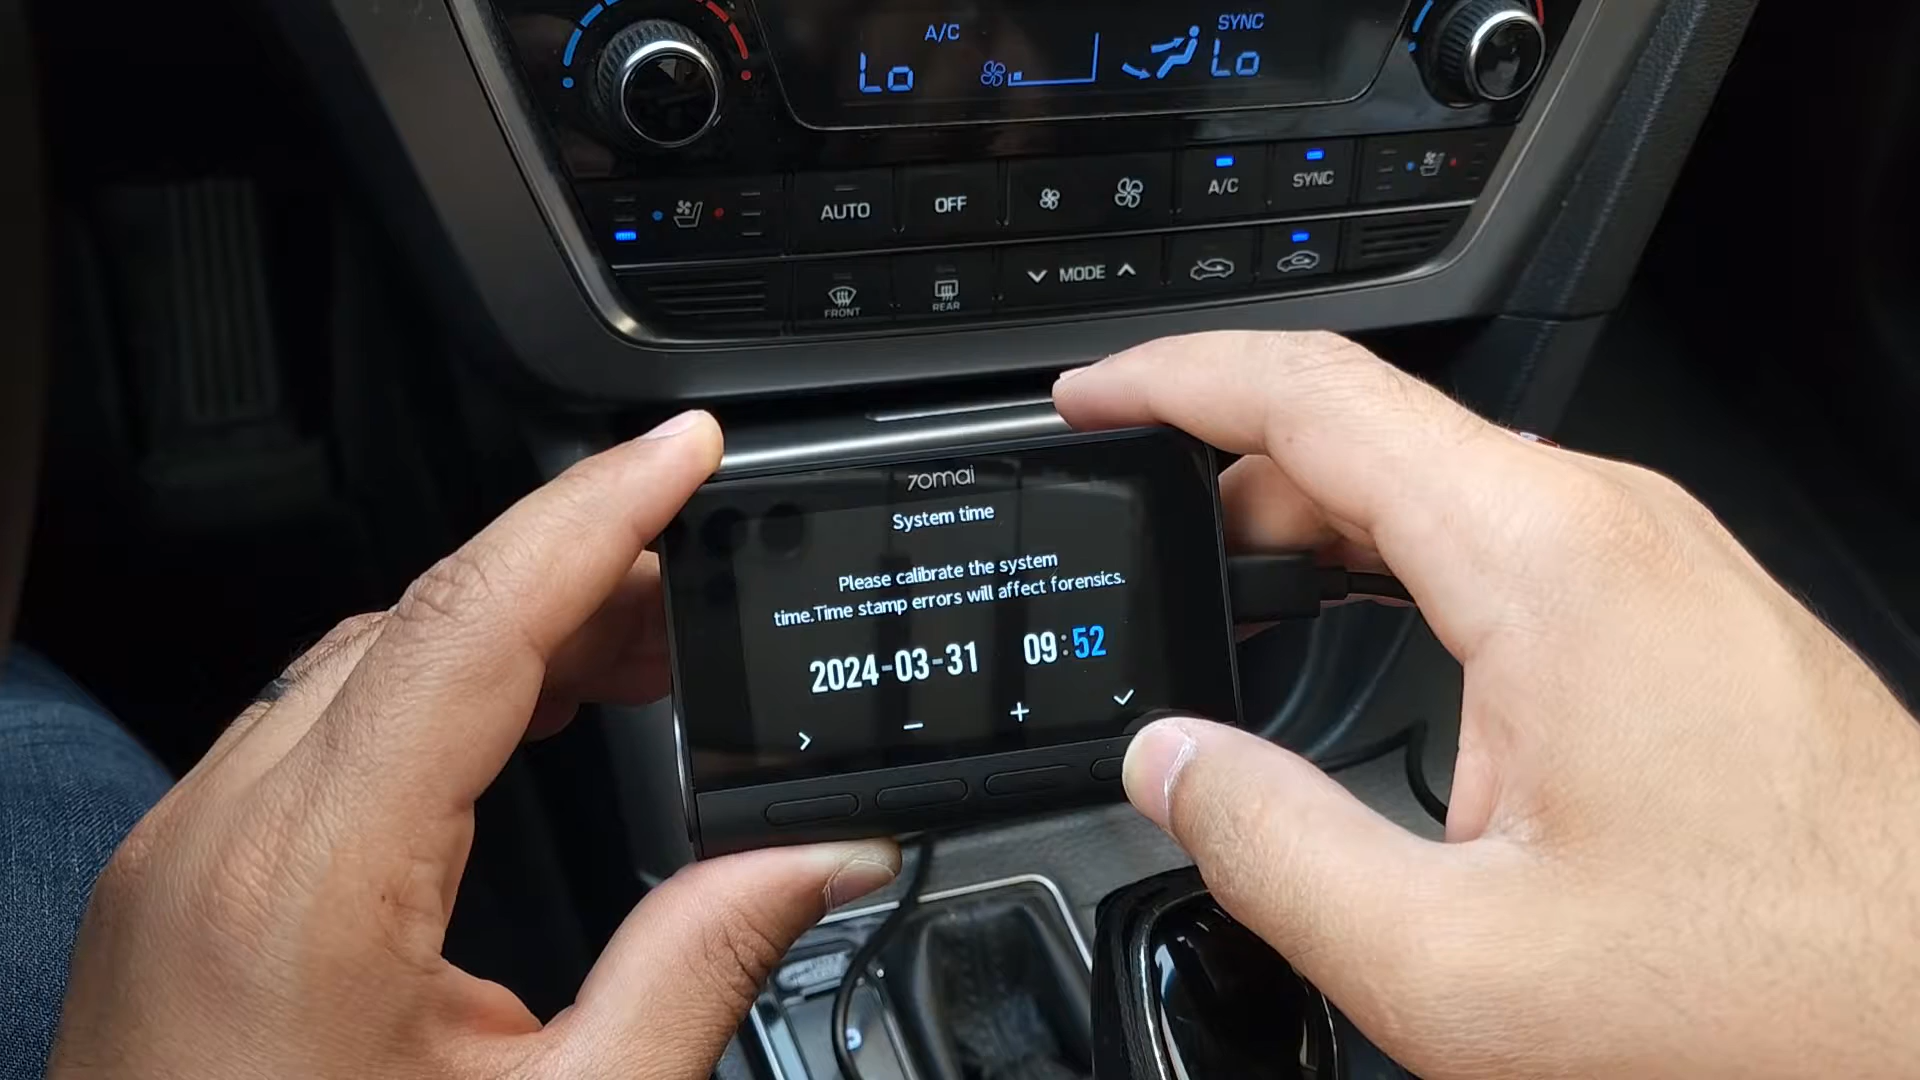 A/C
SYNC
Lo
Lo
AUTO
OFF
A/C
SYNC
MODE
FRONT
REAR
70mai
System time
Please calibrate the system
time.Time stamp errors will affect forensics.
2024-03-31 09:52